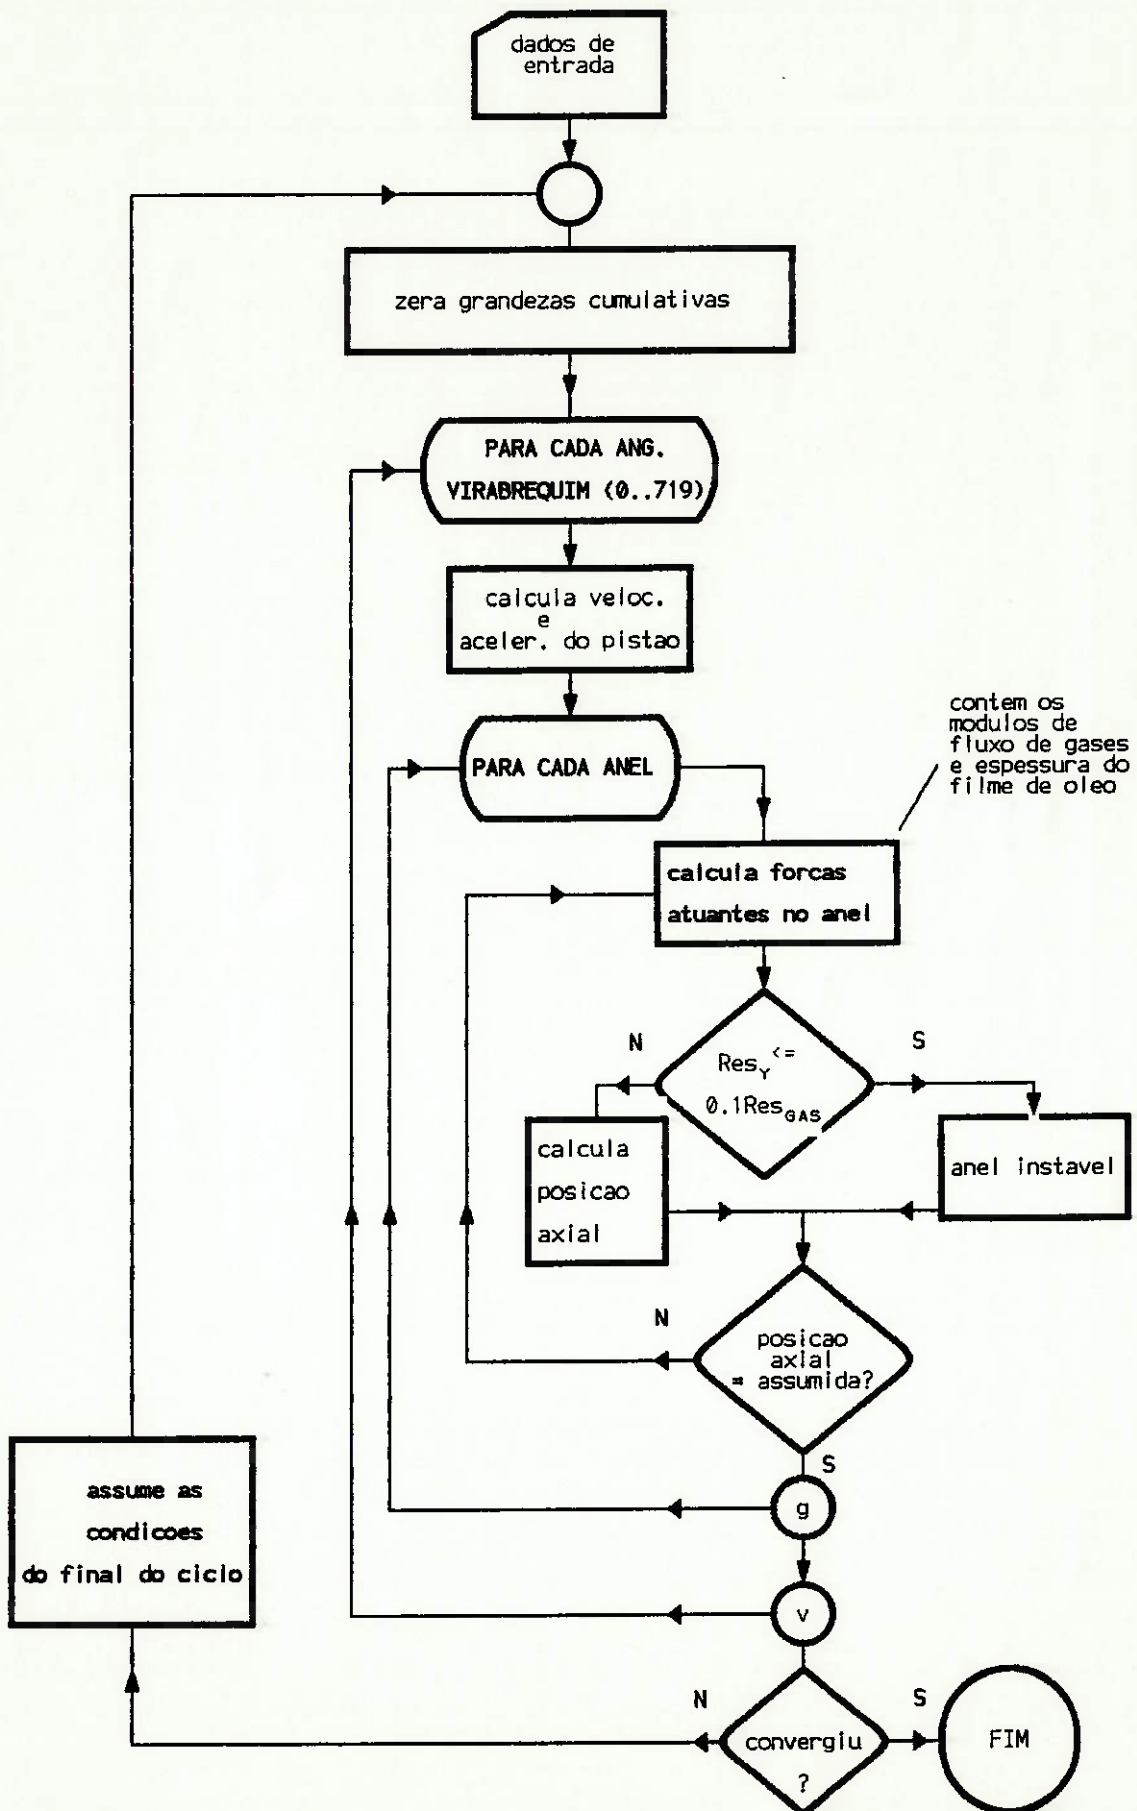 dados de
entrada
zera grandezas cumulativas
PARA CADA ANG.
VIRABREQUIM (0..719)
calcula veloc.
e
aceler. do pistao
PARA CADA ANEL
contem os
modulos de
fluxo de gases
e espessura do
filme de oleo
calcula forcas
atuantes no anel
N
S
Res_Y <=
0.1Res_GAS
calcula
posicao
axial
anel instavel
N
posicao
axial
= assumida?
S
g
assume as
condicoes
do final do ciclo
v
N
S
convergiu
?
FIM